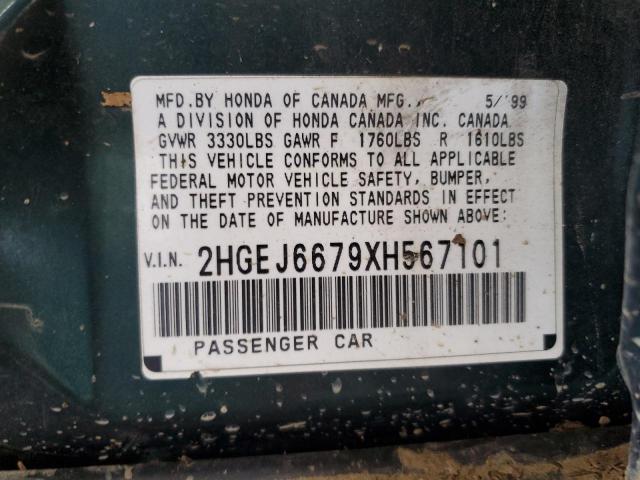 MFD.BY HONDA OF CANADA MFG., 5/'99
A DIVISION OF HONDA CANADA INC. CANADA
GVWR 3330LBS GAWR F 1760LBS R 1610LBS
THIS VEHICLE CONFORMS TO ALL APPLICABLE
FEDERAL MOTOR VEHICLE SAFETY, BUMPER,
AND THEFT PREVENTION STANDARDS IN EFFECT
ON THE DATE OF MANUFACTURE SHOWN ABOVE:
V.I.N. 2HGEJ6679XH567101
PASSENGER CAR